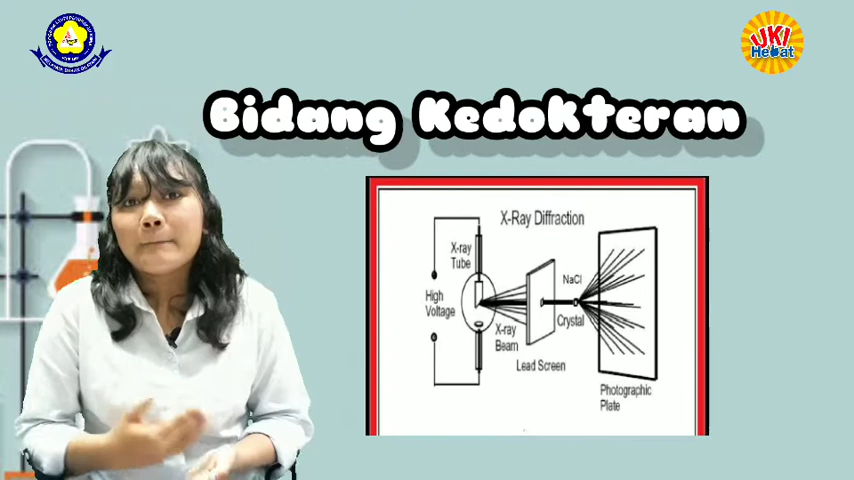 UKI
Hebat
Bidang Kedokteran
X-Ray Diffraction
X-ray
Tube
High
Voltage
X-ray
Beam
Lead Screen
NaCl
Crystal
Photographic
Plate